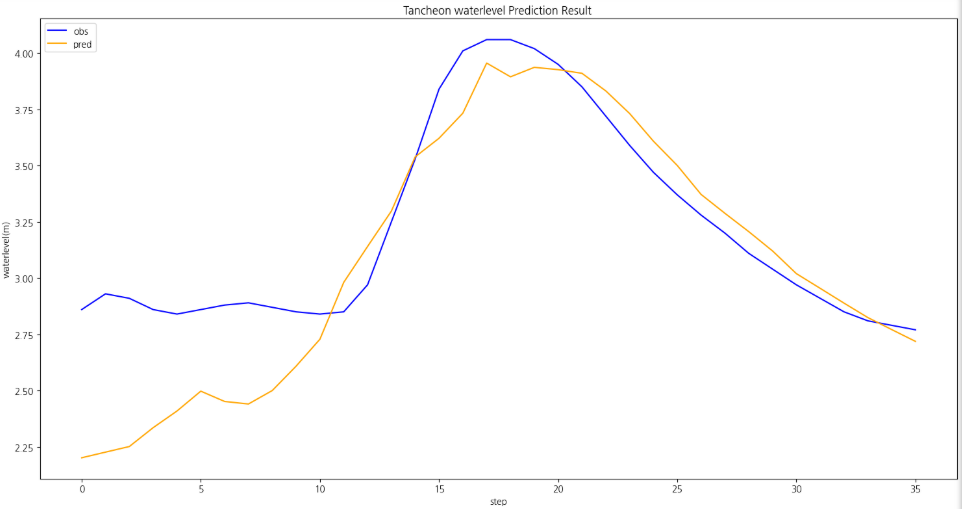 Tancheon waterlevel Prediction Result
obs
pred
4.00
3.75
3.50
3.25
3.00
2.75
2.50
2.25
waterlevel(m)
0 5 10 15 20 25 30 35
step